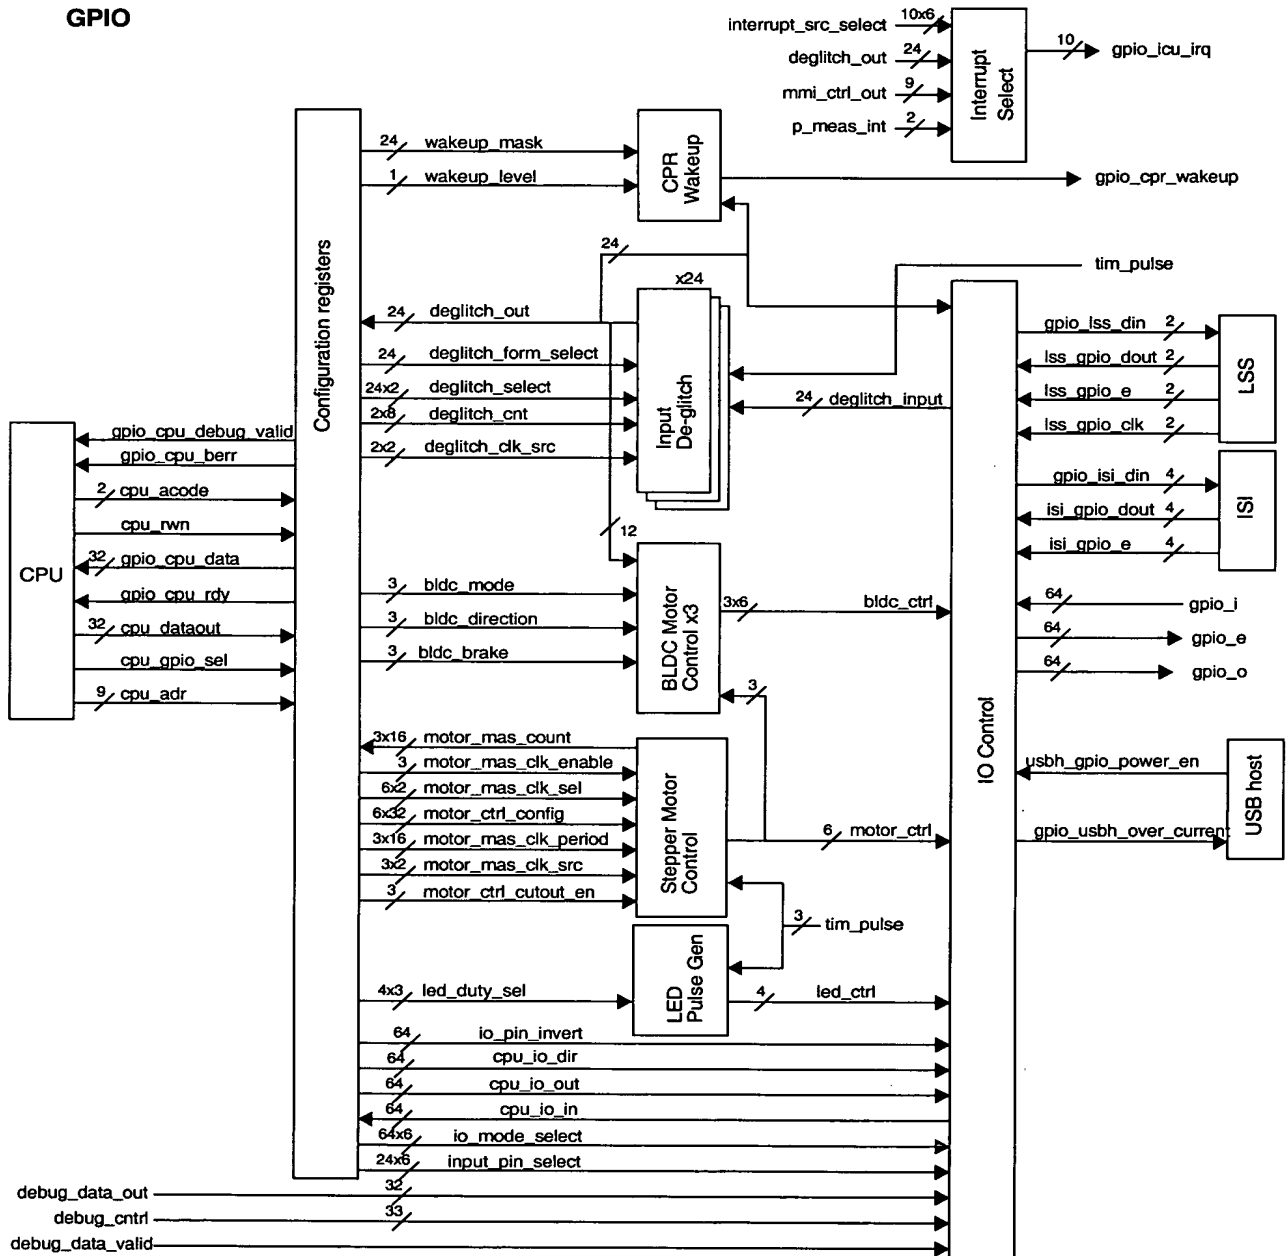 GPIO
interrupt_src_select 10x6
deglitch_out 24
mmi_ctrl_out 9
p_meas_int 2
Interrupt Select
10 gpio_icu_irq
Configuration registers
24 wakeup_mask
1 wakeup_level
CPR Wakeup
gpio_cpr_wakeup
24
tim_pulse
x24
24 deglitch_out
24 deglitch_form_select
24x2 deglitch_select
2x8 deglitch_cnt
2x2 deglitch_clk_src
Input De-glitch
24 deglitch_input
12
CPU
gpio_cpu_debug_valid
gpio_cpu_berr
2 cpu_acode
cpu_rwn
32 gpio_cpu_data
gpio_cpu_rdy
32 cpu_dataout
cpu_gpio_sel
9 cpu_adr
3 bldc_mode
3 bldc_direction
3 bldc_brake
BLDC Motor Control x3
3x6 bldc_ctrl
3
3x16 motor_mas_count
3 motor_mas_clk_enable
6x2 motor_mas_clk_sel
6x32 motor_ctrl_config
3x16 motor_mas_clk_period
3x2 motor_mas_clk_src
3 motor_ctrl_cutout_en
Stepper Motor Control
6 motor_ctrl
3 tim_pulse
4x3 led_duty_sel
LED Pulse Gen
4 led_ctrl
64 io_pin_invert
64 cpu_io_dir
64 cpu_io_out
64 cpu_io_in
64x6 io_mode_select
24x6 input_pin_select
debug_data_out 32
debug_cntrl 33
debug_data_valid
IO Control
gpio_lss_din 2
lss_gpio_dout 2
lss_gpio_e 2
lss_gpio_clk 2
LSS
gpio_isi_din 4
isi_gpio_dout 4
isi_gpio_e 4
ISI
64 gpio_i
64 gpio_e
64 gpio_o
usbh_gpio_power_en
gpio_usbh_over_current
USB host